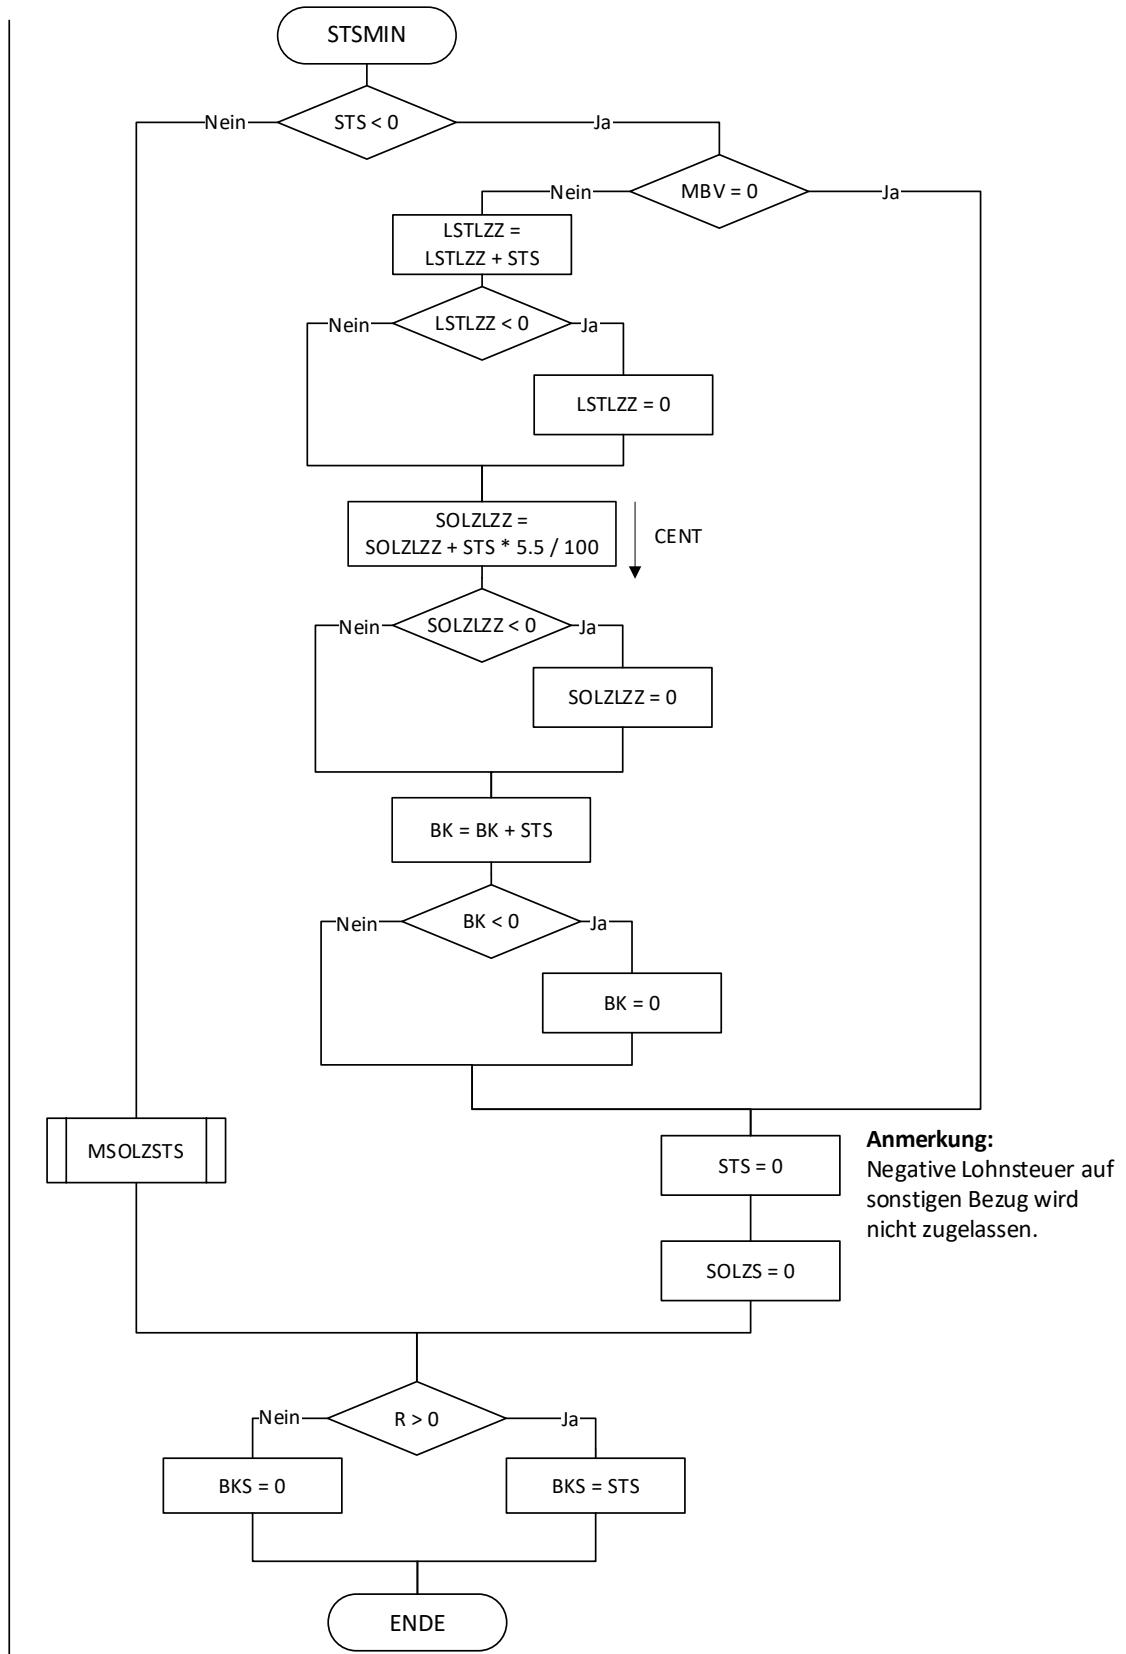 STSMIN
Nein
STS < 0
Ja
Nein
MBV = 0
Ja
LSTLZZ =
LSTLZZ + STS
Nein
LSTLZZ < 0
Ja
LSTLZZ = 0
SOLZLZZ =
SOLZLZZ + STS * 5.5 / 100
CENT
Nein
SOLZLZZ < 0
Ja
SOLZLZZ = 0
BK = BK + STS
Nein
BK < 0
Ja
BK = 0
MSOLZSTS
STS = 0
Anmerkung:
Negative Lohnsteuer auf
sonstigen Bezug wird
nicht zugelassen.
SOLZS = 0
Nein
R > 0
Ja
BKS = 0
BKS = STS
ENDE